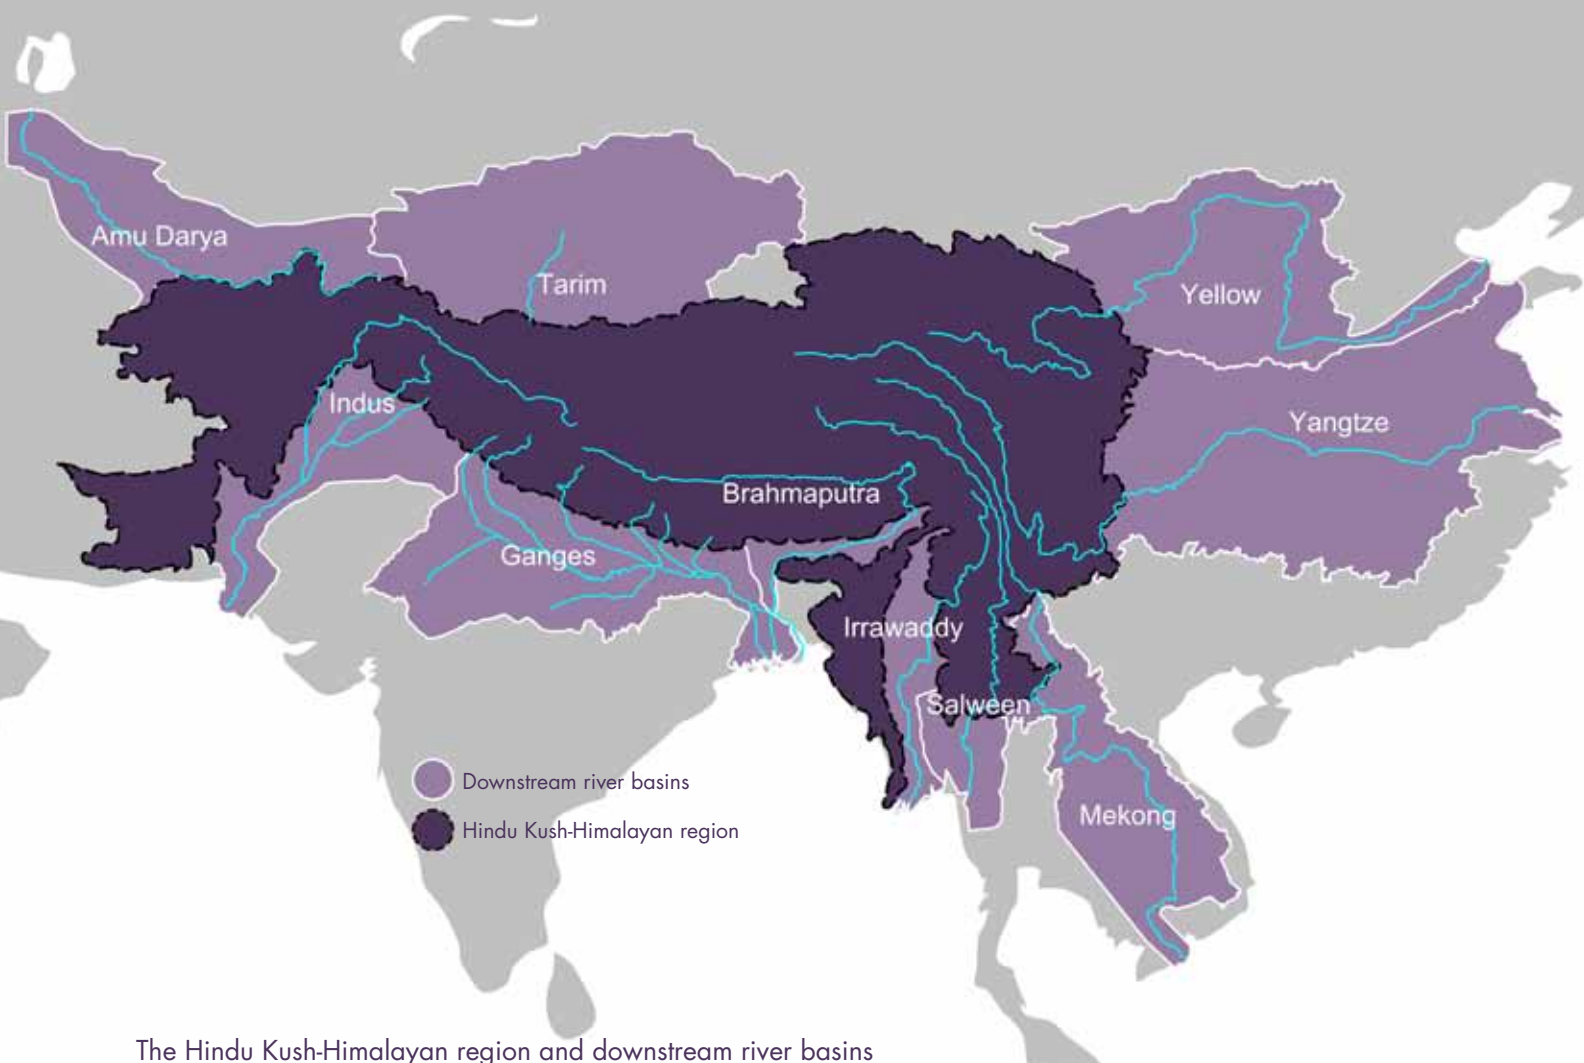 Amu Darya
Tarim
Yellow
Indus
Yangtze
Brahmaputra
Ganges
Irrawaddy
Salween
Mekong
Downstream river basins
Hindu Kush-Himalayan region
The Hindu Kush-Himalayan region and downstream river basins